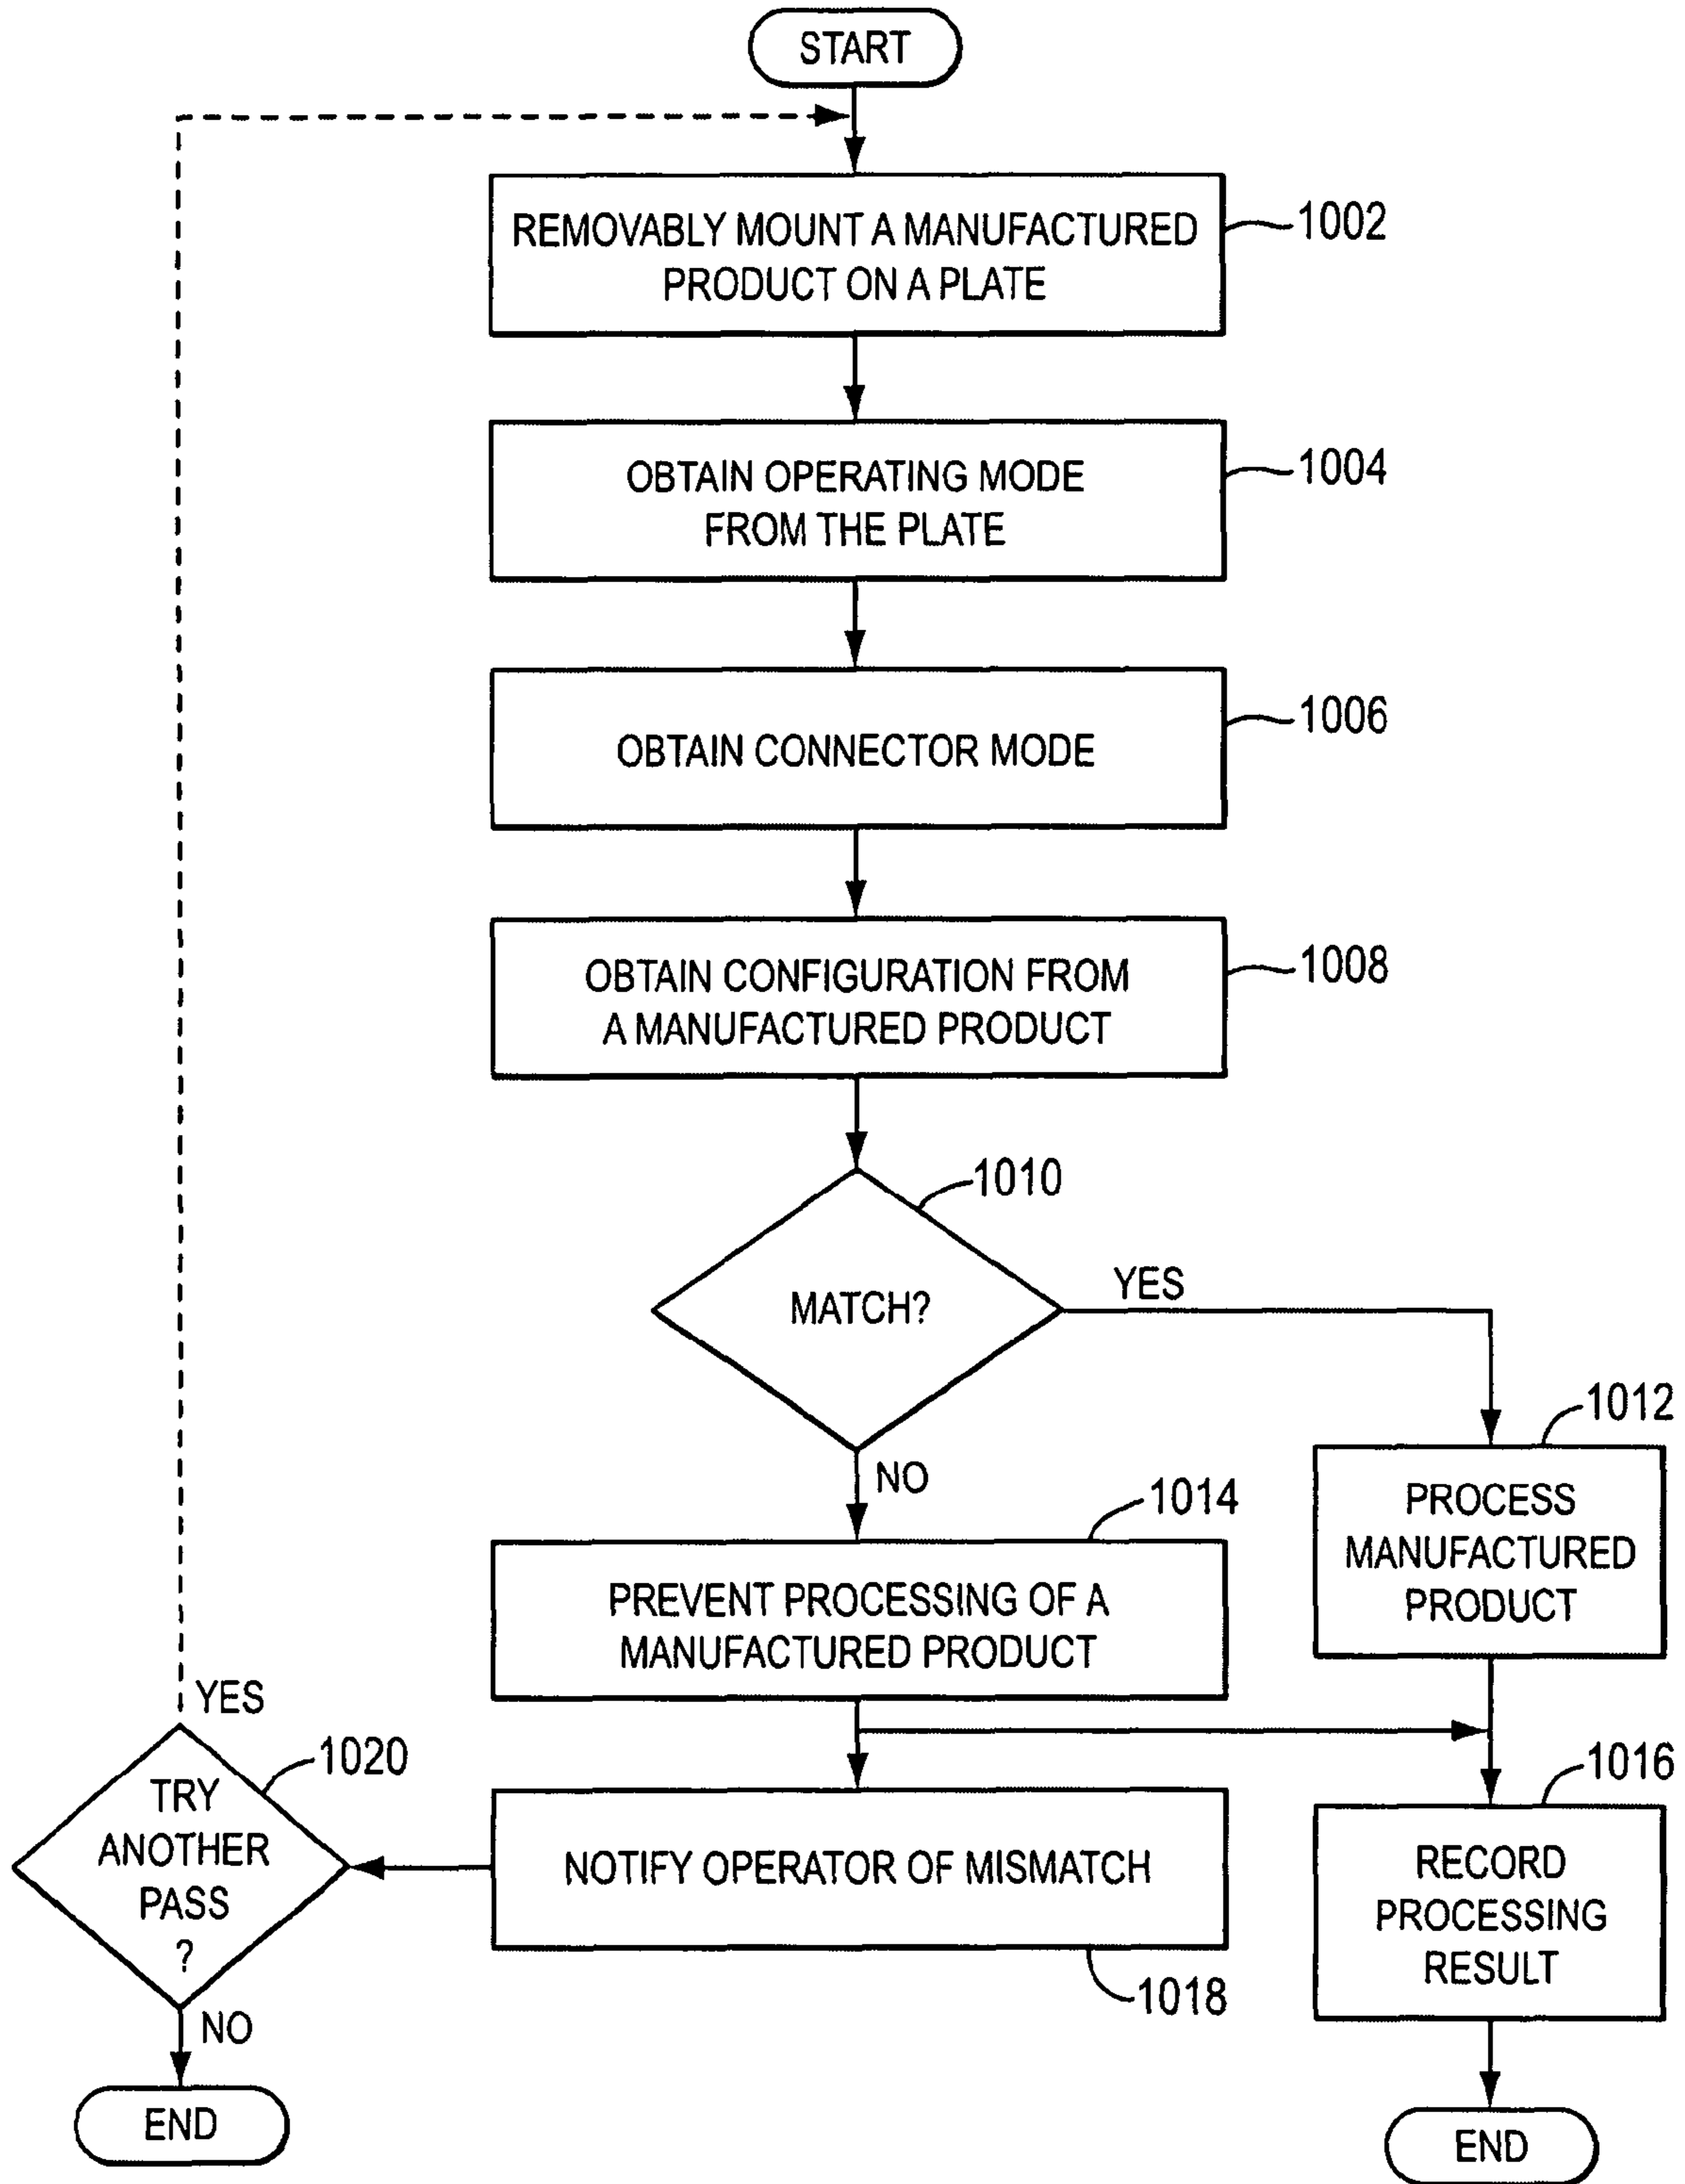 START
REMOVABLY MOUNT A MANUFACTURED
PRODUCT ON A PLATE
1002
OBTAIN OPERATING MODE
FROM THE PLATE
1004
OBTAIN CONNECTOR MODE
1006
OBTAIN CONFIGURATION FROM
A MANUFACTURED PRODUCT
1008
1010
MATCH?
YES
NO
1012
PROCESS
MANUFACTURED
PRODUCT
1014
PREVENT PROCESSING OF A
MANUFACTURED PRODUCT
YES
1020
TRY
ANOTHER
PASS
?
NO
END
NOTIFY OPERATOR OF MISMATCH
1018
1016
RECORD
PROCESSING
RESULT
END